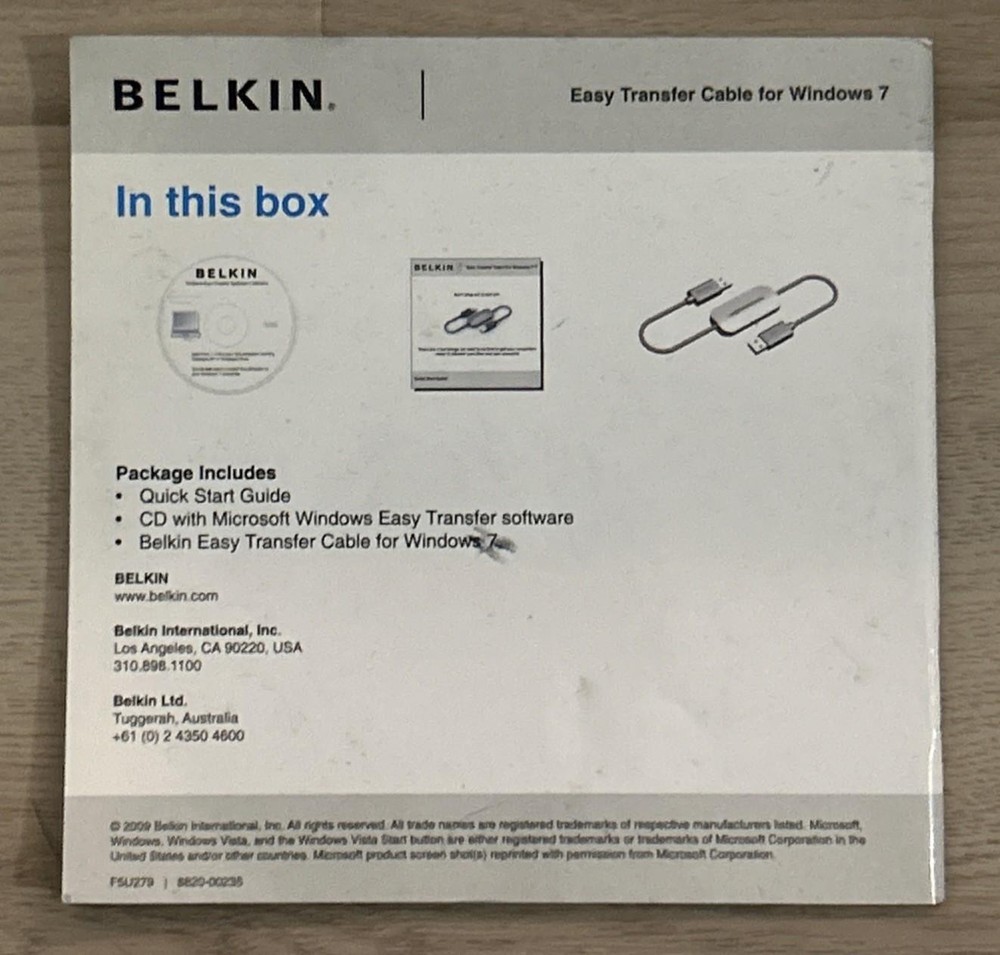 BELKIN.
Easy Transfer Cable for Windows 7
In this box
BELKIN
BELKIN
Package Includes
• Quick Start Guide
• CD with Microsoft Windows Easy Transfer software
• Belkin Easy Transfer Cable for Windows 7
BELKIN
www.belkin.com
Belkin International, Inc.
Los Angeles, CA 90220, USA
310.898.1100
Belkin Ltd.
Tuggerah, Australia
+61 (0) 2 4350 4600
© 2009 Belkin International, Inc. All rights reserved. All trade names are registered trademarks of respective manufacturers listed. Microsoft,
Windows, Windows Vista, and the Windows Vista Start button are either registered trademarks or trademarks of Microsoft Corporation in the
United States and/or other countries. Microsoft product screen shot(s) reprinted with permission from Microsoft Corporation.
F5U279 | 8820-00235